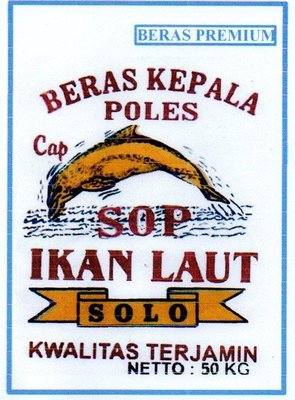 BERAS PREMIUM
BERAS KEPALA
POLES
Cap
SOP
IKAN LAUT
SOLO
KWALITAS TERJAMIN
NETTO : 50 KG